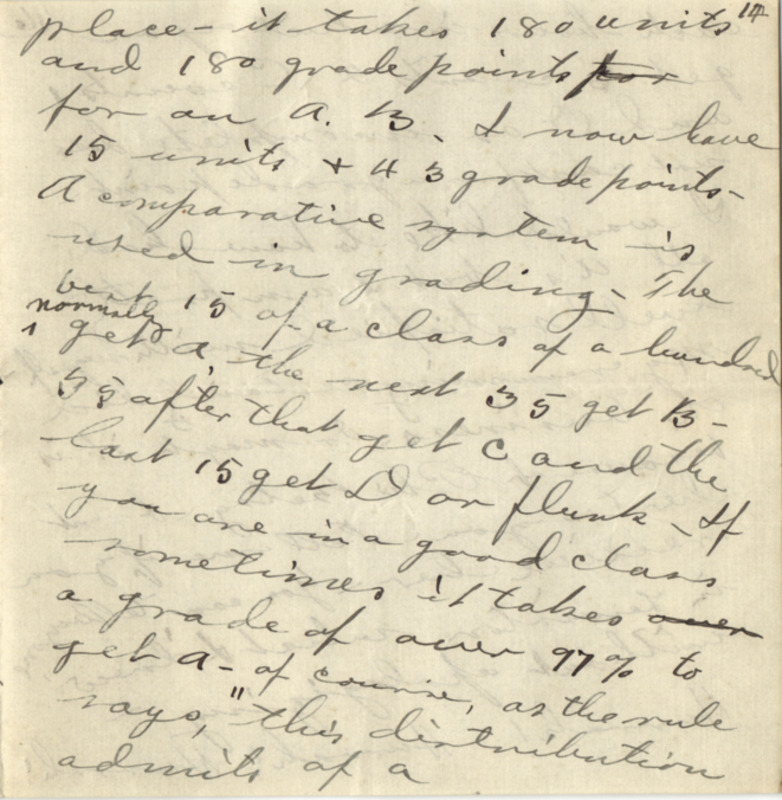 14
place - it takes 180 units
and 180 grade points for
for an A. B. I now have
15 units + 43 grade points -
A comparative system is
used in grading - The
best 15 of a class of a hundred
normally
get A, the next 35 get B -
35 after that get C and the
last 15 get D or flunk - If
you are in a good class
sometimes it takes over
a grade of over 97% to
get A - of course, as the rule
says, "this distribution
admits of a